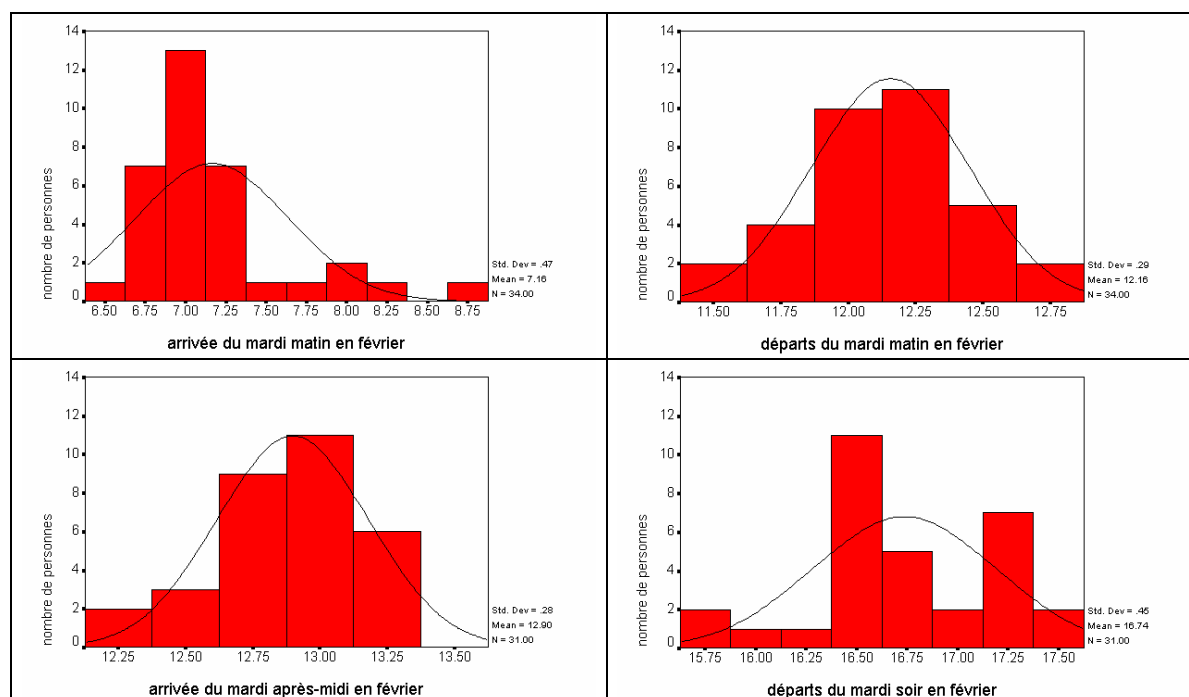 14
12
10
8
6
4
2
0
nombre de personnes
6.50 6.75 7.00 7.25 7.50 7.75 8.00 8.25 8.50 8.75
Std. Dev = .47
Mean = 7.16
N = 34.00
arrivée du mardi matin en février
14
12
10
8
6
4
2
0
nombre de personnes
11.50 11.75 12.00 12.25 12.50 12.75
Std. Dev = .29
Mean = 12.16
N = 34.00
départs du mardi matin en février
14
12
10
8
6
4
2
0
nombre de personnes
12.25 12.50 12.75 13.00 13.25 13.50
Std. Dev = .28
Mean = 12.90
N = 31.00
arrivée du mardi après-midi en février
14
12
10
8
6
4
2
0
nombre de personnes
15.75 16.00 16.25 16.50 16.75 17.00 17.25 17.50
Std. Dev = .45
Mean = 16.74
N = 31.00
départs du mardi soir en février